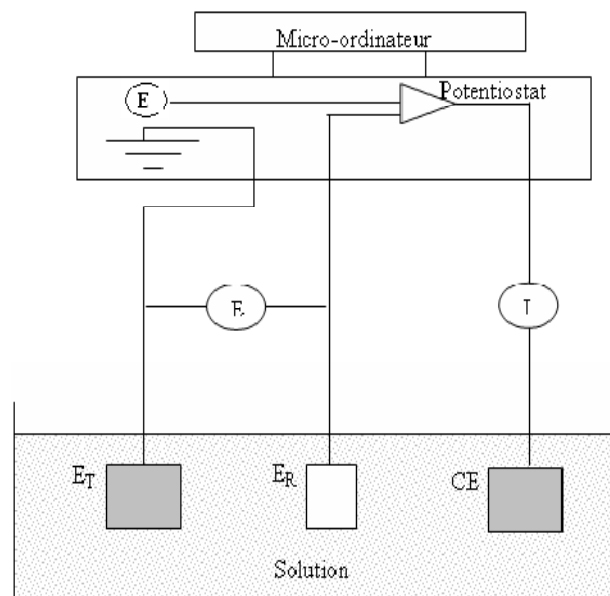 Micro-ordinateur
Potentiostat
E
E
I
E_T
E_R
CE
Solution